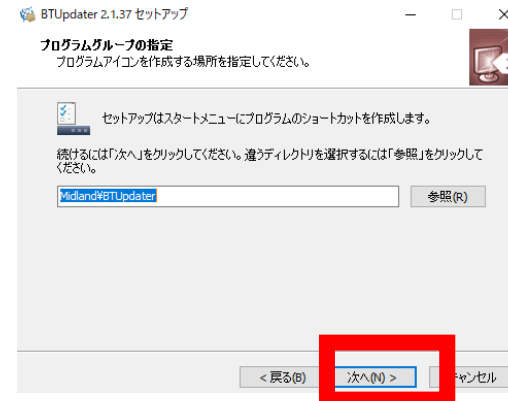 BTUpdater 2.1.37 セットアップ
プログラムグループの指定
プログラムアイコンを作成する場所を指定してください。
セットアップはスタートメニューにプログラムのショートカットを作成します。
続けるには「次へ」をクリックしてください。違うディレクトリを選択するには「参照」をクリックして
ください。
Midland¥BTUpdater
参照(R)
< 戻る(B)
次へ(N) >
ャンセル